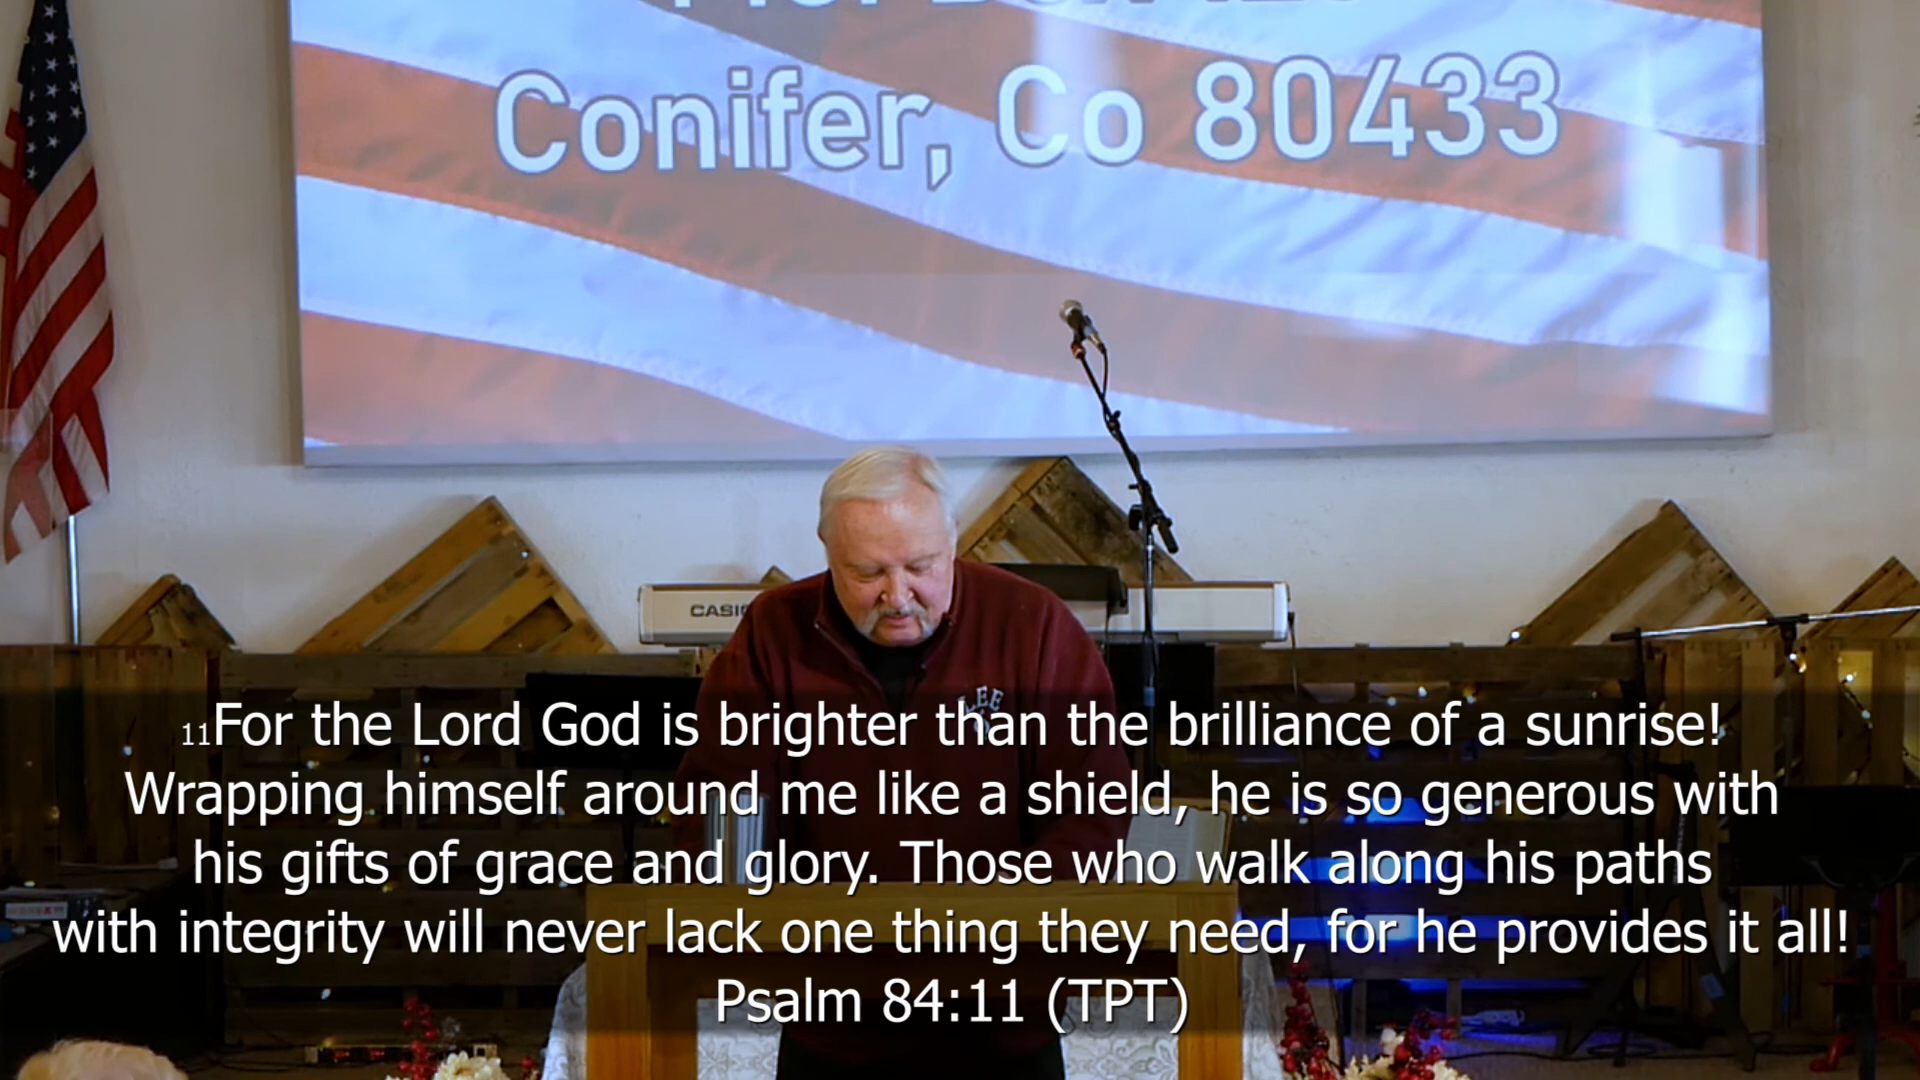 Conifer, Co 80433
CASIO
LEE
11For the Lord God is brighter than the brilliance of a sunrise!
Wrapping himself around me like a shield, he is so generous with
his gifts of grace and glory. Those who walk along his paths
with integrity will never lack one thing they need, for he provides it all!
Psalm 84:11 (TPT)